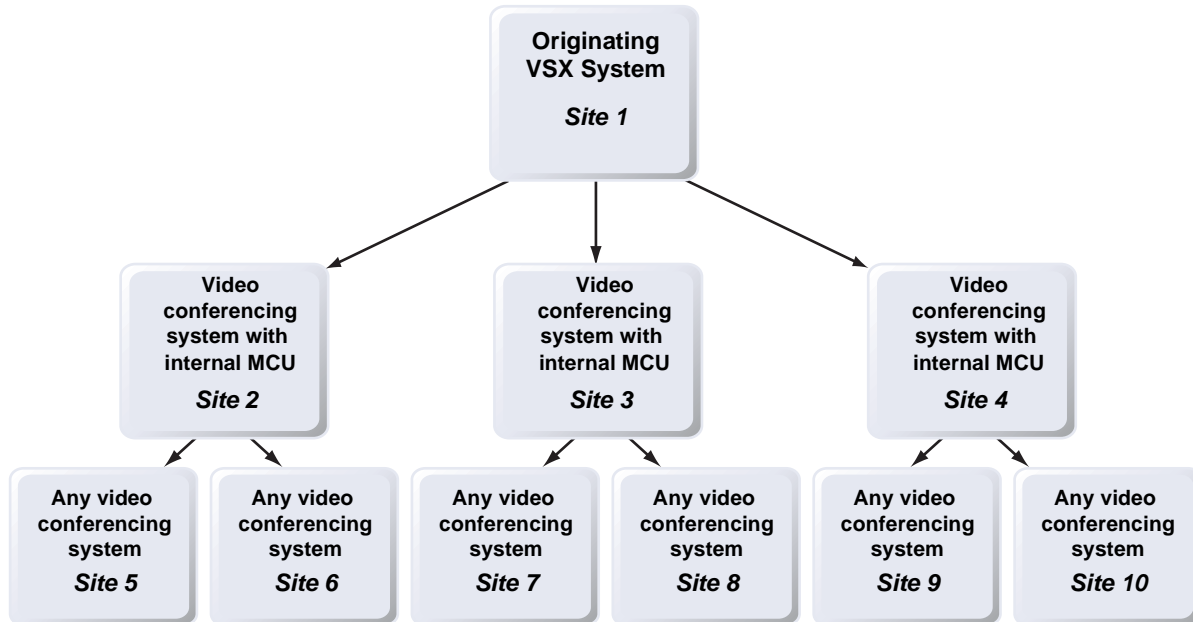 Originating
VSX System
Site 1
Video
conferencing
system with
internal MCU
Site 2
Video
conferencing
system with
internal MCU
Site 3
Video
conferencing
system with
internal MCU
Site 4
Any video
conferencing
system
Site 5
Any video
conferencing
system
Site 6
Any video
conferencing
system
Site 7
Any video
conferencing
system
Site 8
Any video
conferencing
system
Site 9
Any video
conferencing
system
Site 10